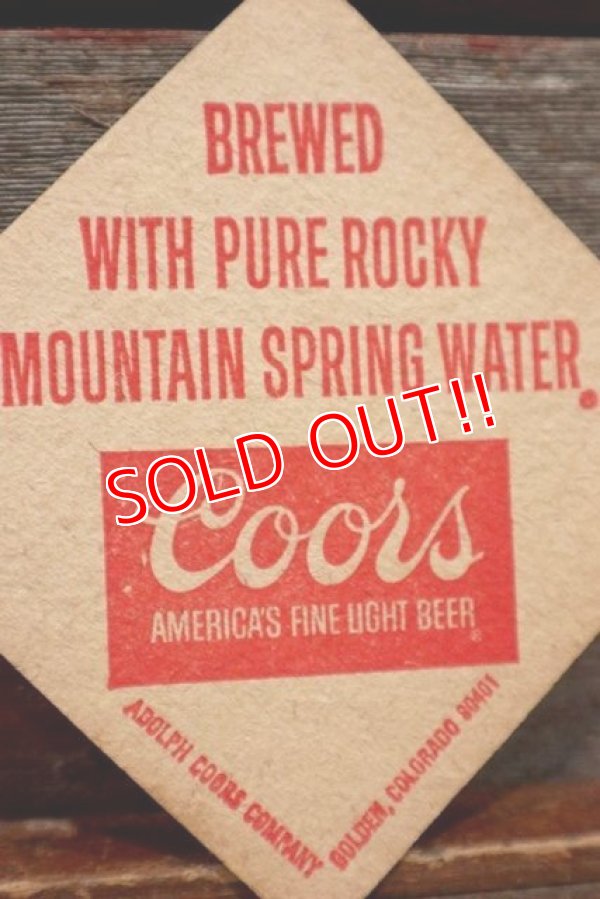 BREWED
WITH PURE ROCKY
MOUNTAIN SPRING WATER®
SOLD OUT!!
Coors
AMERICA'S FINE LIGHT BEER®
ADOLPH COORS COMPANY
GOLDEN, COLORADO 80401